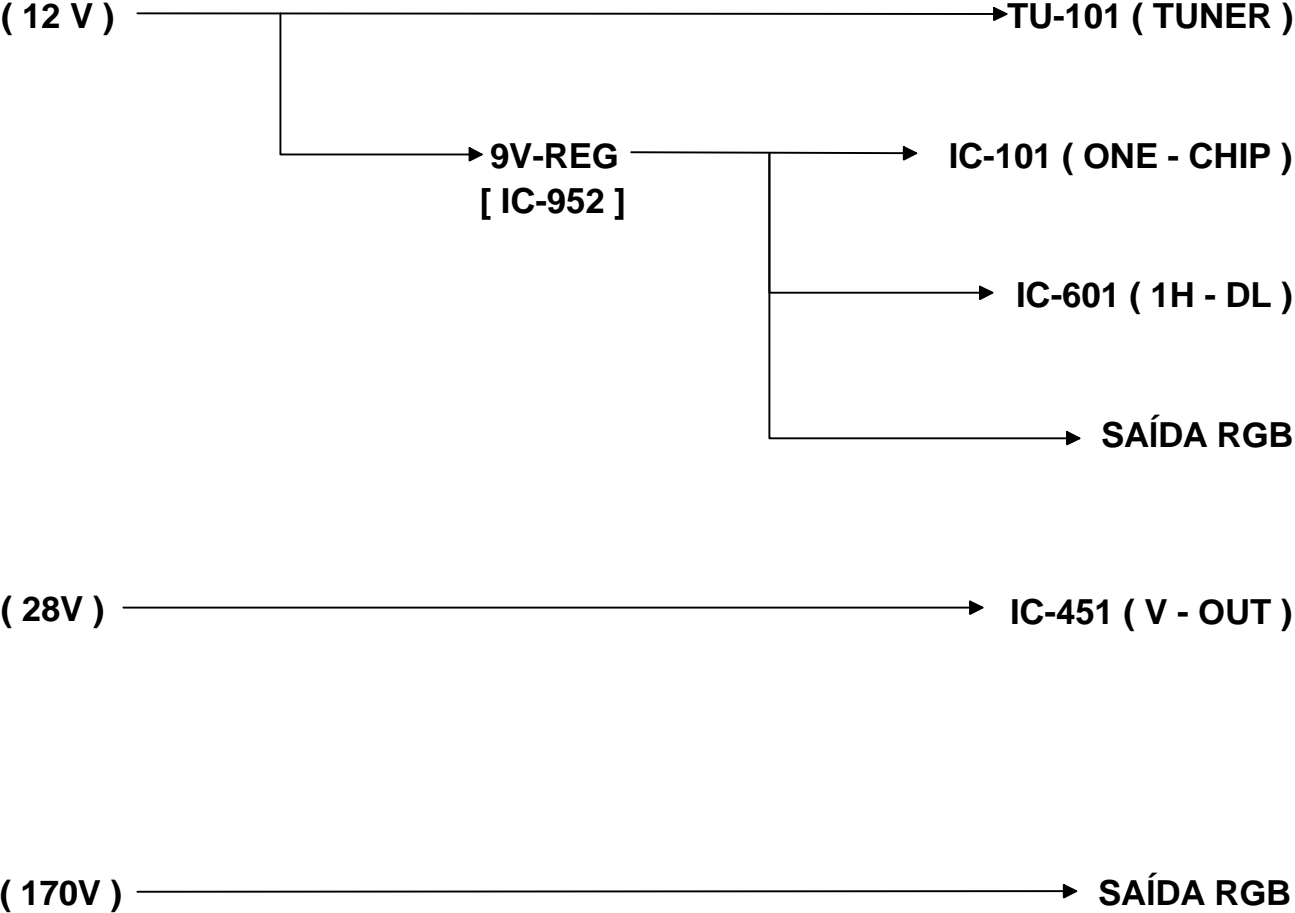 ( 12 V )
TU-101 ( TUNER )
9V-REG
[ IC-952 ]
IC-101 ( ONE - CHIP )
IC-601 ( 1H - DL )
SAÍDA RGB
( 28V )
IC-451 ( V - OUT )
( 170V )
SAÍDA RGB